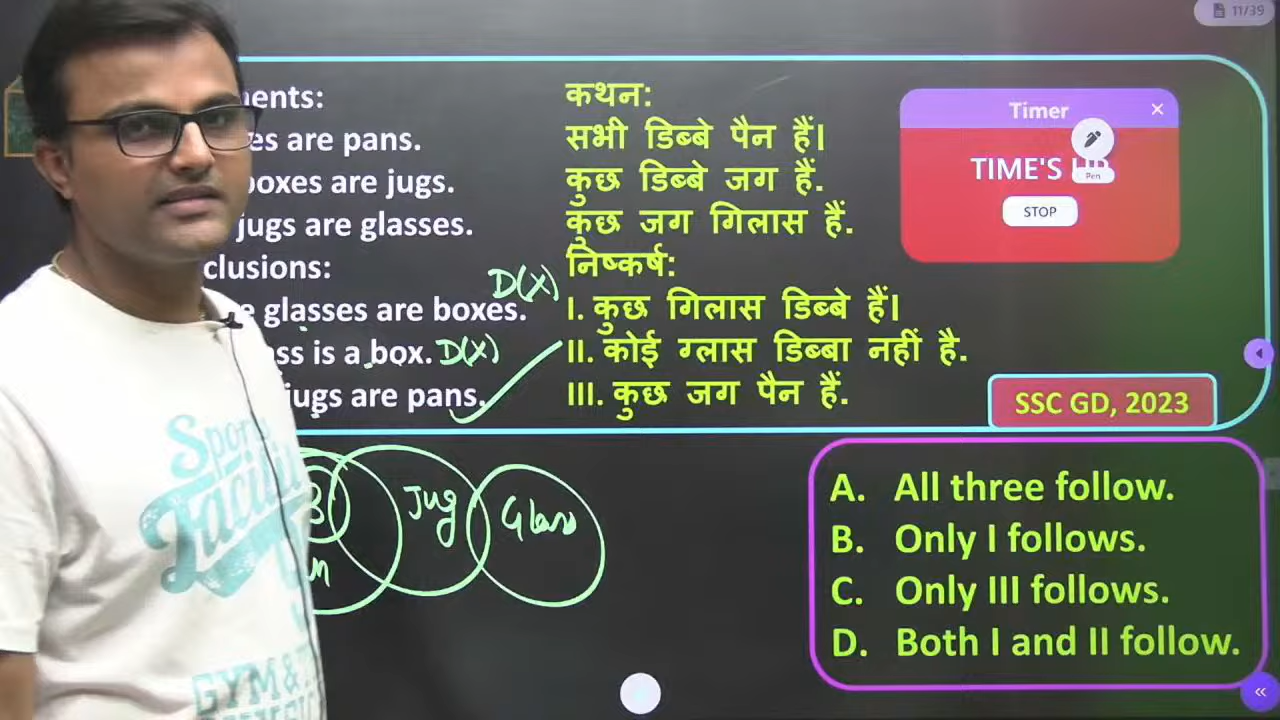 11/39
ents:
es are pans.
boxes are jugs.
jugs are glasses.
clusions:
e glasses are boxes. D(X)
ss is a box. D(X)
jugs are pans.
कथन:
सभी डिब्बे पैन हैं।
कुछ डिब्बे जग हैं.
कुछ जग गिलास हैं.
निष्कर्ष:
I. कुछ गिलास डिब्बे हैं।
II. कोई ग्लास डिब्बा नहीं है.
III. कुछ जग पैन हैं.
Timer
TIME'S
Pen
STOP
SSC GD, 2023
B
Jug
Glass
A. All three follow.
B. Only I follows.
C. Only III follows.
D. Both I and II follow.
Sports
GYM &